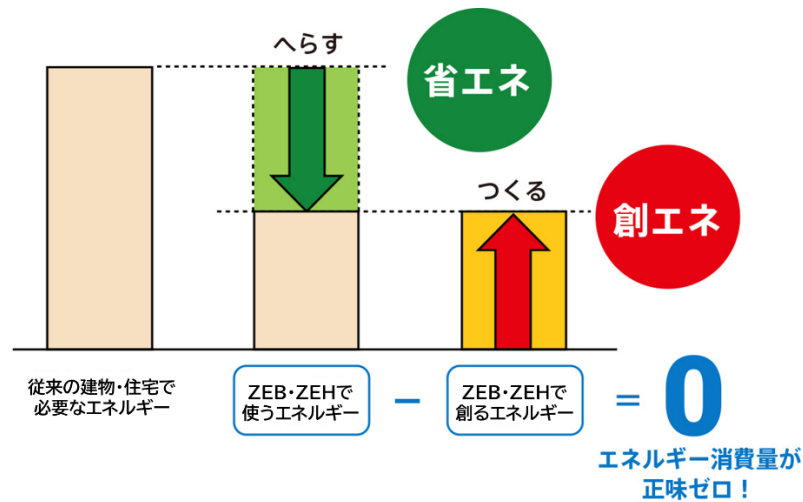 へらす
省エネ
つくる
創エネ
従来の建物・住宅で
必要なエネルギー
ZEB・ZEHで
使うエネルギー
−
ZEB・ZEHで
創るエネルギー
= 0
エネルギー消費量が
正味ゼロ！